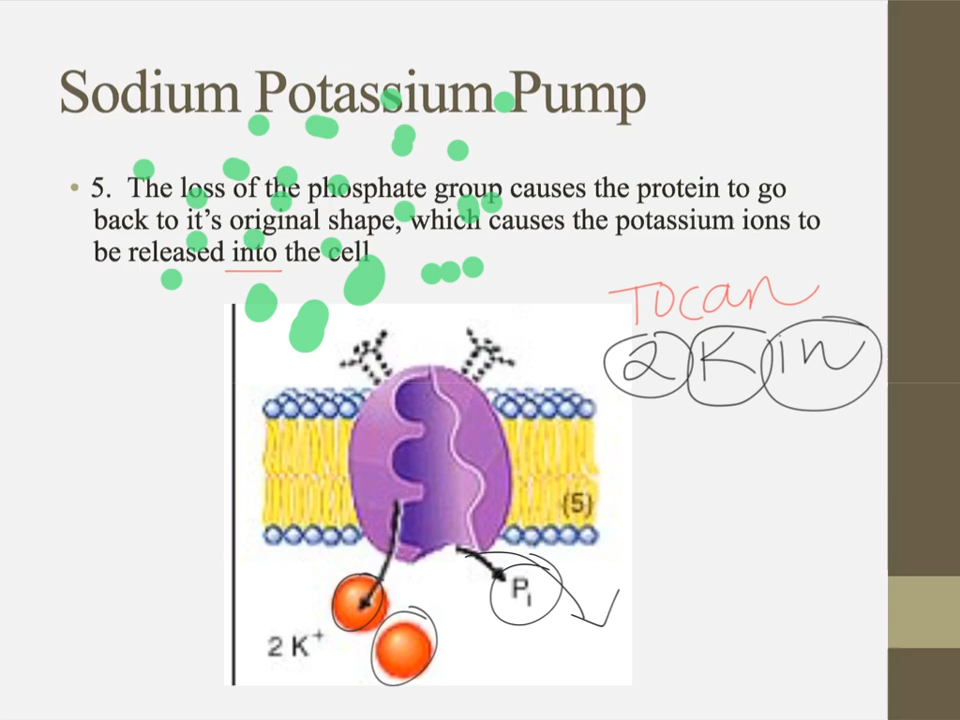 Sodium Potassium Pump
• 5. The loss of the phosphate group causes the protein to go
back to it's original shape, which causes the potassium ions to
be released into the cell
Tocan
2 K in
(5)
Pi
2 K+